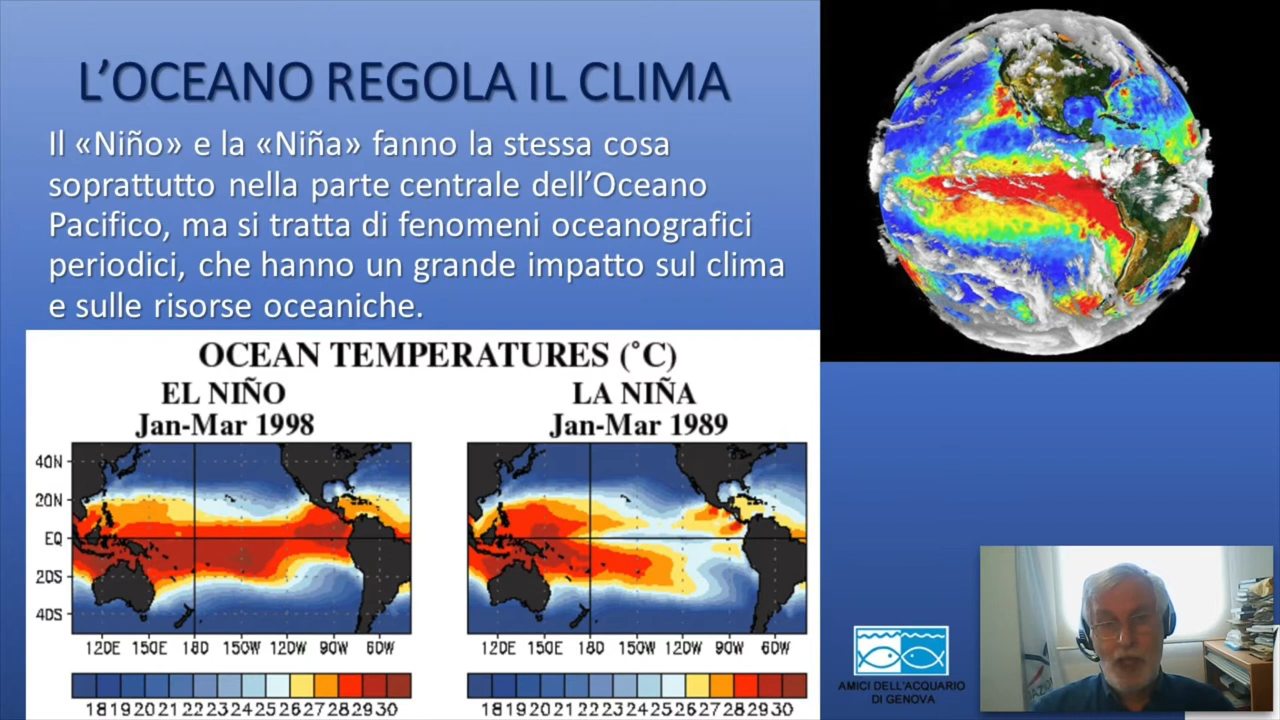 L'OCEANO REGOLA IL CLIMA
Il «Niño» e la «Niña» fanno la stessa cosa
soprattutto nella parte centrale dell'Oceano
Pacifico, ma si tratta di fenomeni oceanografici
periodici, che hanno un grande impatto sul clima
e sulle risorse oceaniche.
OCEAN TEMPERATURES (°C)
EL NIÑO
Jan-Mar 1998
LA NIÑA
Jan-Mar 1989
40N
20N
EQ
20S
40S
120E 150E 180 150W 120W 90W 60W
120E 150E 180 150W 120W 90W 60W
18 19 20 21 22 23 24 25 26 27 28 29 30
18 19 20 21 22 23 24 25 26 27 28 29 30
AMICI DELL'ACQUARIO
DI GENOVA